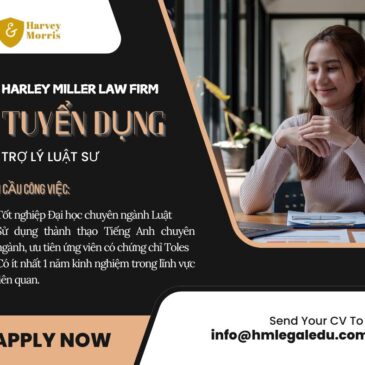 & Harvey
Morris
HARLEY MILLER LAW FIRM
TUYỂN DỤNG
TRỢ LÝ LUẬT SƯ
CẦU CÔNG VIỆC:
Tốt nghiệp Đại học chuyên ngành Luật
Sử dụng thành thạo Tiếng Anh chuyên
ngành, ưu tiên ứng viên có chứng chỉ Toles
Có ít nhất 1 năm kinh nghiệm trong lĩnh vực
liên quan.
APPLY NOW
Send Your CV To
info@hmlegaledu.com